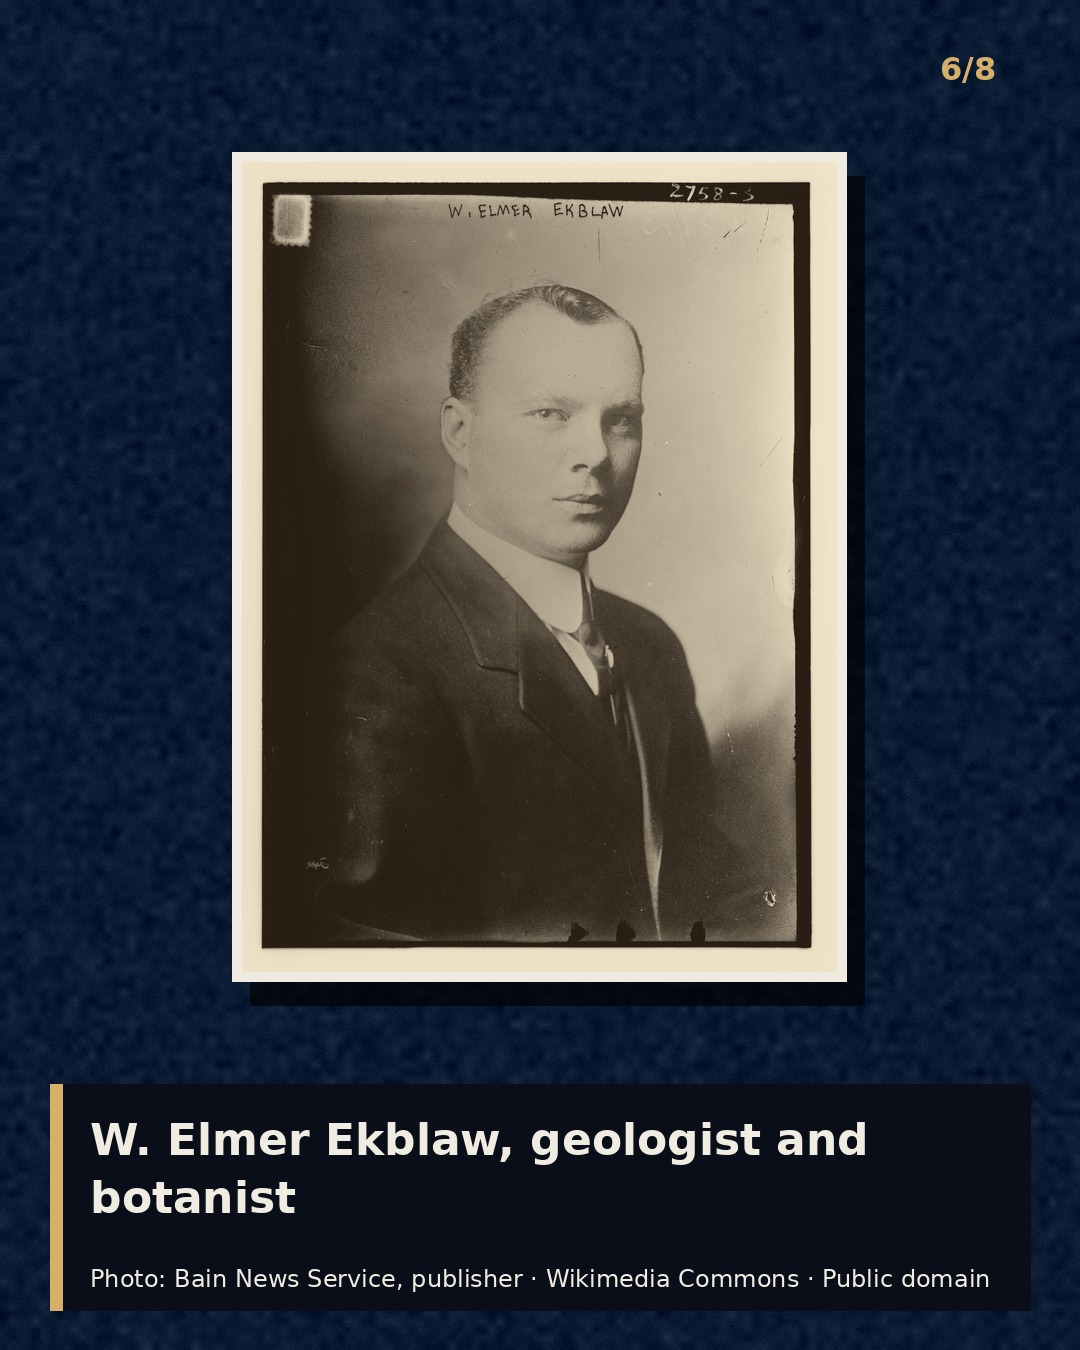 6/8
2758-3
W. ELMER EKBLAW
W. Elmer Ekblaw, geologist and
botanist
Photo: Bain News Service, publisher · Wikimedia Commons · Public domain